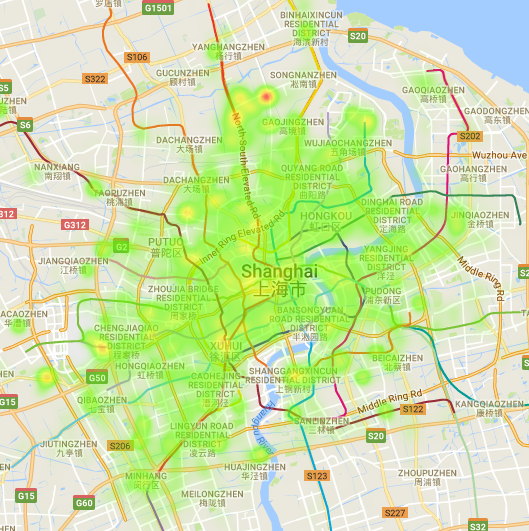 罗店镇
G1501
BINHAIXINCUN
RESIDENTIAL
DISTRICT
海滨新村
S20
YANGHANGZHEN
杨行镇
S106
GUCUNZHEN
顾村镇
SONGNANZHEN
淞南镇
S322
S5
GAOQIAOZHEN
高桥镇
S6
North-South Elevated Rd
GAOJINGZHEN
高境镇
GAODONGZHEN
高东镇
DACHANGZHEN
大场镇
WUJIAOCHANGZHEN
五角场镇
S202
Wuzhou Ave
NANXIANG
南翔镇
QUYANG ROAD
RESIDENTIAL
DISTRICT
曲阳路
GAOHANGZHEN
高行镇
TAOPUZHEN
桃浦镇
DACHANGZHEN
大场镇
DINGHAI ROAD
RESIDENTIAL
DISTRICT
定海路
G312
G312
HONGKOU
虹口区
JINQIAOZHEN
金桥镇
Inner Ring Elevated Rd
G2
PUTUO
普陀区
YANGJING
RESIDENTIAL
DISTRICT
洋泾
S2
JIANGQIAOZHEN
江桥镇
Shanghai
上海市
Middle Ring Rd
ZHOUJIA BRIDGE
RESIDENTIAL
DISTRICT
周家桥
PUDONG
浦东新区
BANSONGYUAN
ROAD RESIDENTIAL
DISTRICT
半淞园路
HUACAOZHEN
华漕镇
CHENGJIAQIAO
RESIDENTIAL
DISTRICT
程家桥
XUHUI
徐汇区
BEICAIZHEN
北蔡镇
HONGQIAOZHEN
虹桥镇
SHANGGANGXINCUN
RESIDENTIAL DISTRICT
上钢新村
G50
CAOHEJING
RESIDENTIAL
DISTRICT
漕河泾
G15
QIBAOZHEN
七宝镇
Middle Ring Rd
S122
KANGQIAOZHEN
康桥镇
Huangpu River
SANLINZHEN
三林镇
LINGYUN ROAD
RESIDENTIAL
DISTRICT
凌云路
S20
JIUTINGZHEN
九亭镇
S206
HUAJINGZHEN
华泾镇
MINHANG
闵行区
S123
ZHOUPUZHEN
周浦镇
G15
G60
MEILONGZHEN
梅陇镇
S227